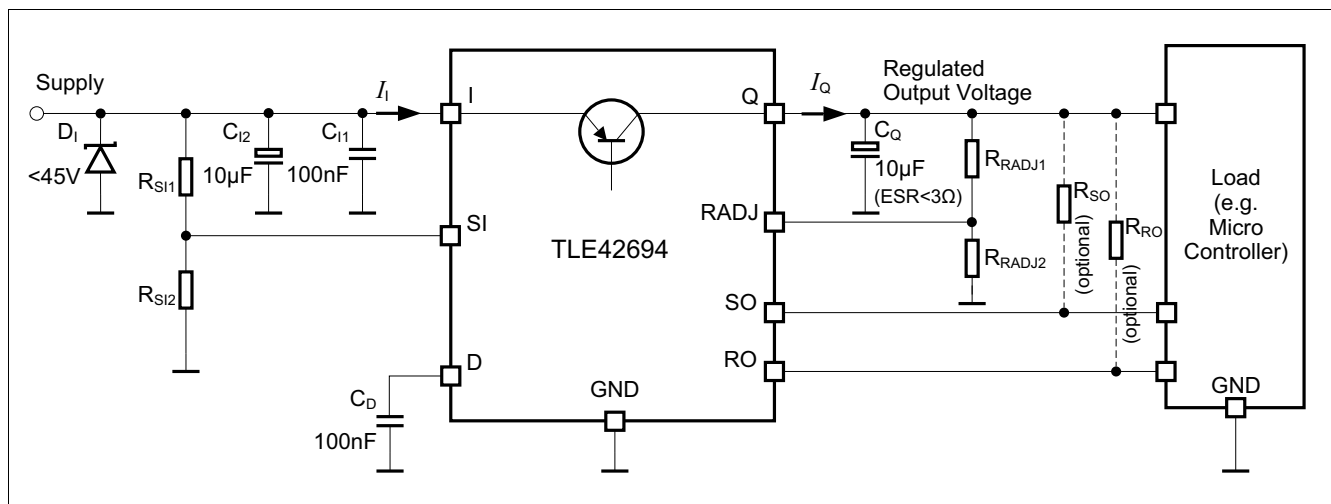 Supply
I_I
I
Q
I_Q
Regulated
Output Voltage
D_I
<45V
R_SI1
C_I2
10µF
C_I1
100nF
C_Q
10µF
(ESR<3Ω)
R_RADJ1
R_SO
(optional)
R_RO
(optional)
Load
(e.g.
Micro
Controller)
SI
RADJ
TLE42694
R_RADJ2
R_SI2
SO
D
RO
C_D
100nF
GND
GND